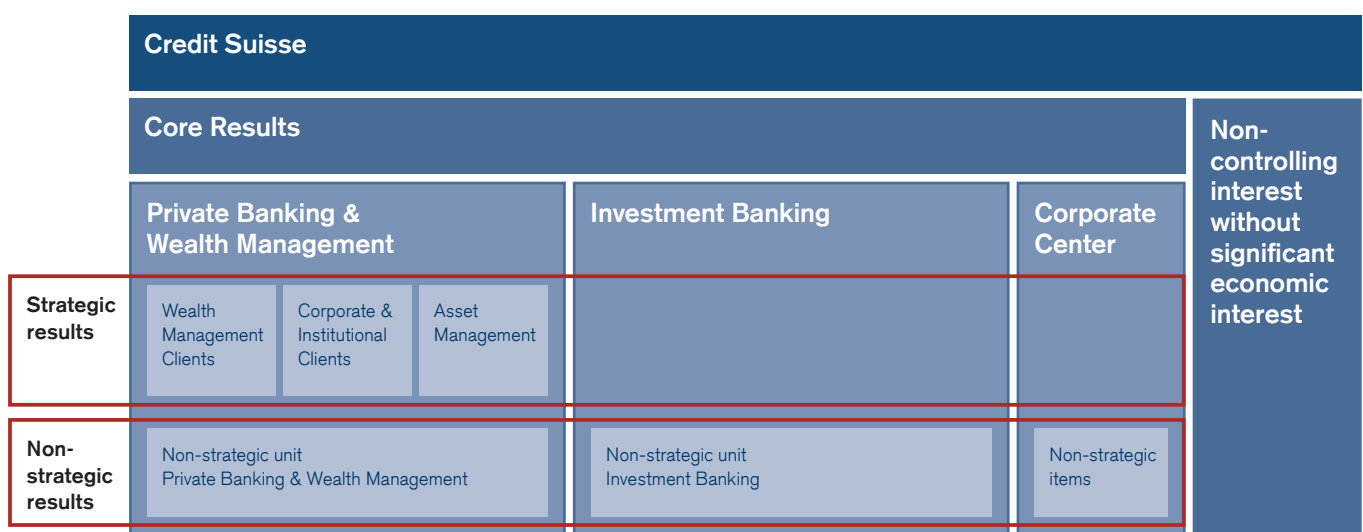 Credit Suisse
Core Results
Non-
controlling
interest
without
significant
economic
interest
Private Banking &
Wealth Management
Investment Banking
Corporate
Center
Strategic
results
Wealth
Management
Clients
Corporate &
Institutional
Clients
Asset
Management
Non-
strategic
results
Non-strategic unit
Private Banking & Wealth Management
Non-strategic unit
Investment Banking
Non-strategic
items